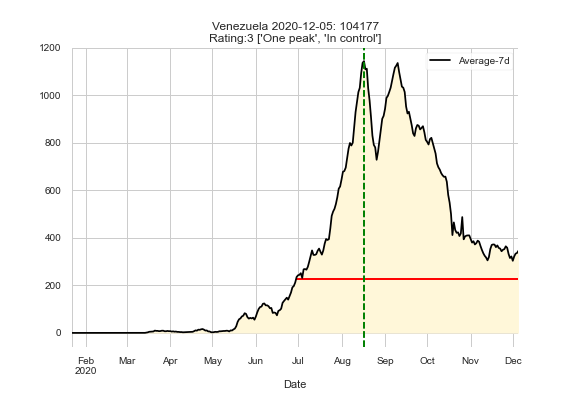 Venezuela 2020-12-05: 104177
Rating:3 ['One peak', 'In control']
Average-7d
1200
1000
800
600
400
200
0
Feb Mar Apr May Jun Jul Aug Sep Oct Nov Dec
2020
Date